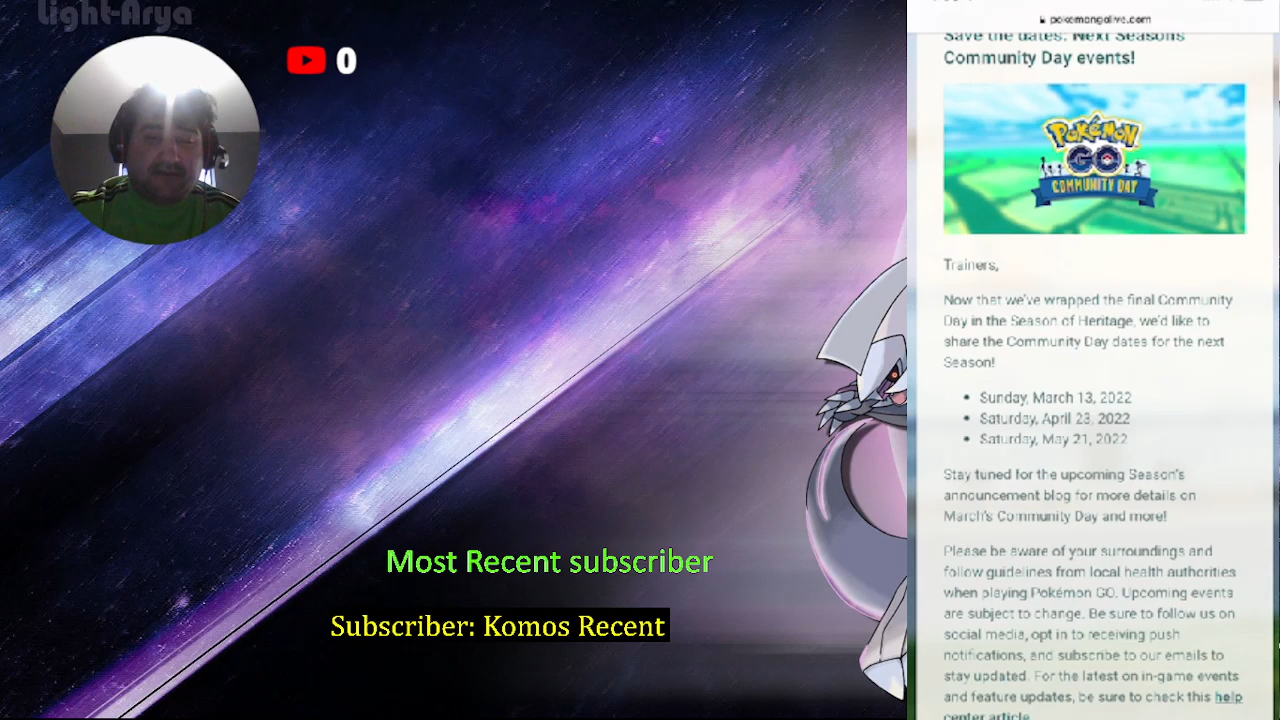 Light-Arya
0
pokemongolive.com
Save the dates: Next Seasons
Community Day events!
POKÉMON
GO
COMMUNITY DAY
Trainers,
Now that we've wrapped the final Community
Day in the Season of Heritage, we'd like to
share the Community Day dates for the next
Season!
• Sunday, March 13, 2022
• Saturday, April 23, 2022
• Saturday, May 21, 2022
Stay tuned for the upcoming Season's
announcement blog for more details on
March's Community Day and more!
Please be aware of your surroundings and
follow guidelines from local health authorities
when playing Pokémon GO. Upcoming events
are subject to change. Be sure to follow us on
social media, opt in to receiving push
notifications, and subscribe to our emails to
stay updated. For the latest on in-game events
and feature updates, be sure to check this help
center article.
Most Recent subscriber
Subscriber: Komos Recent